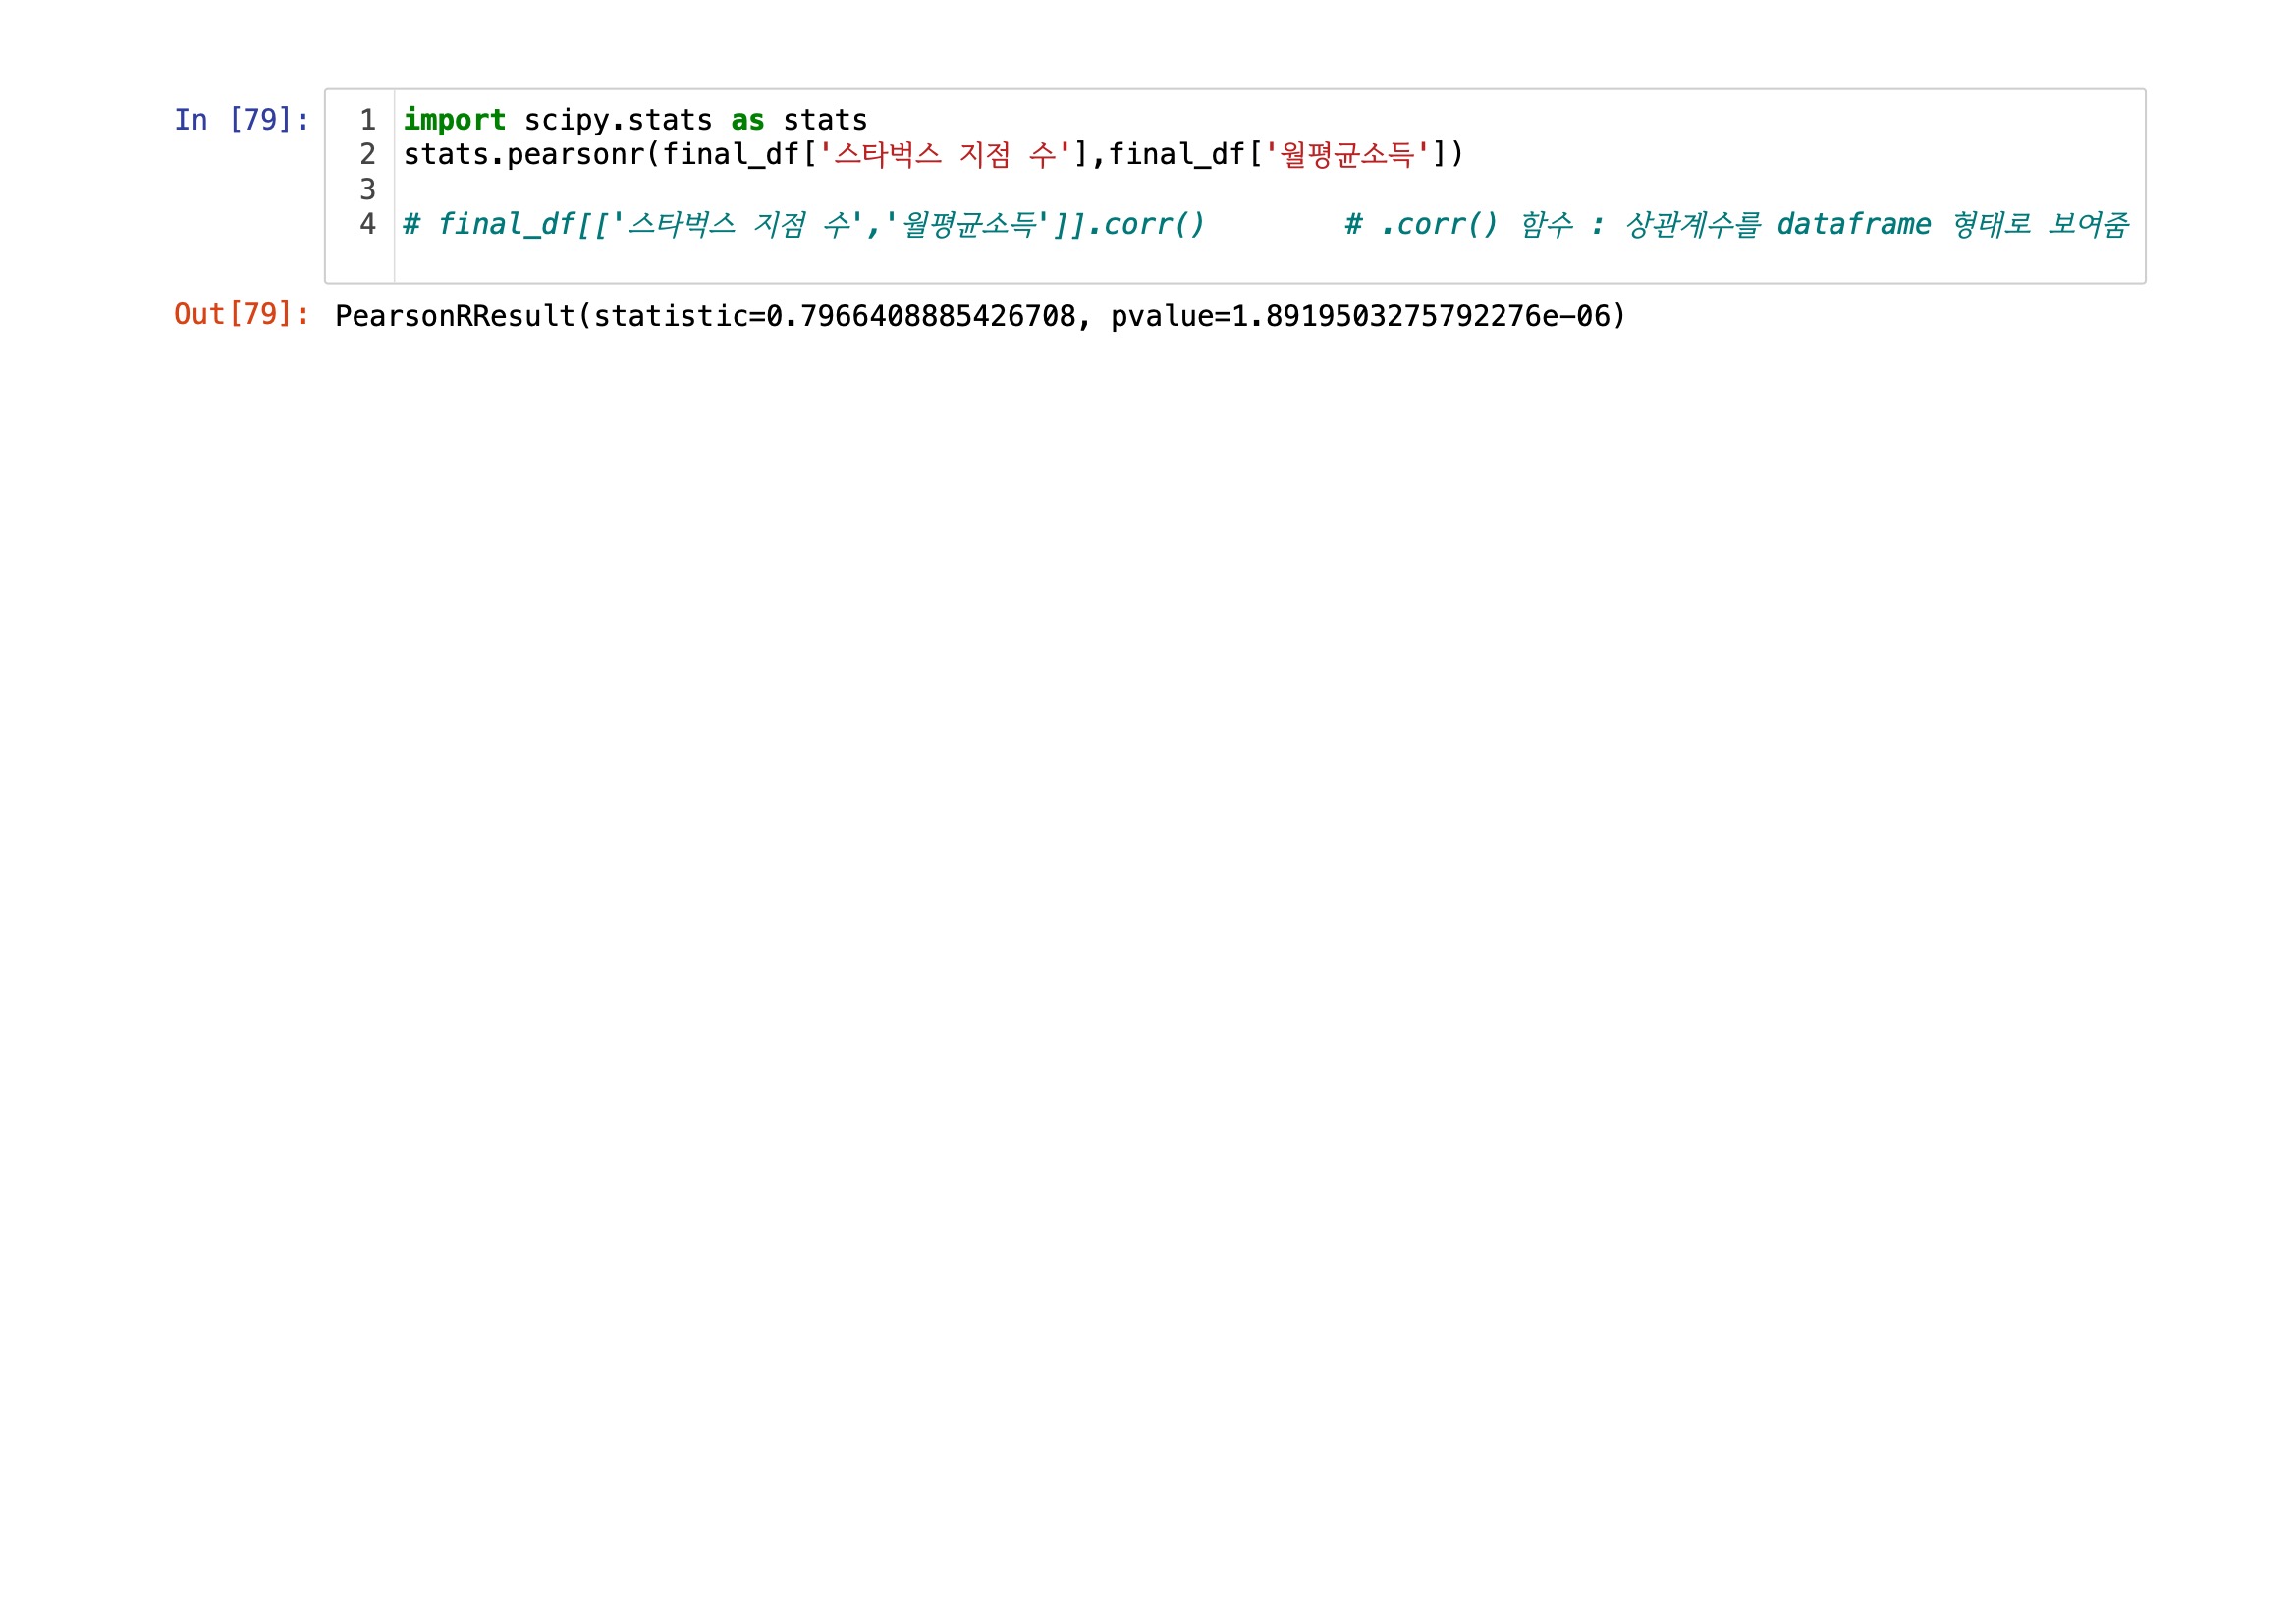 In [79]:
1 import scipy.stats as stats
2 stats.pearsonr(final_df['스타벅스 지점 수'],final_df['월평균소득'])
3
4 # final_df[['스타벅스 지점 수','월평균소득']].corr()        # .corr() 함수 : 상관계수를 dataframe 형태로 보여줌
Out[79]: PearsonRResult(statistic=0.7966408885426708, pvalue=1.8919503275792276e-06)